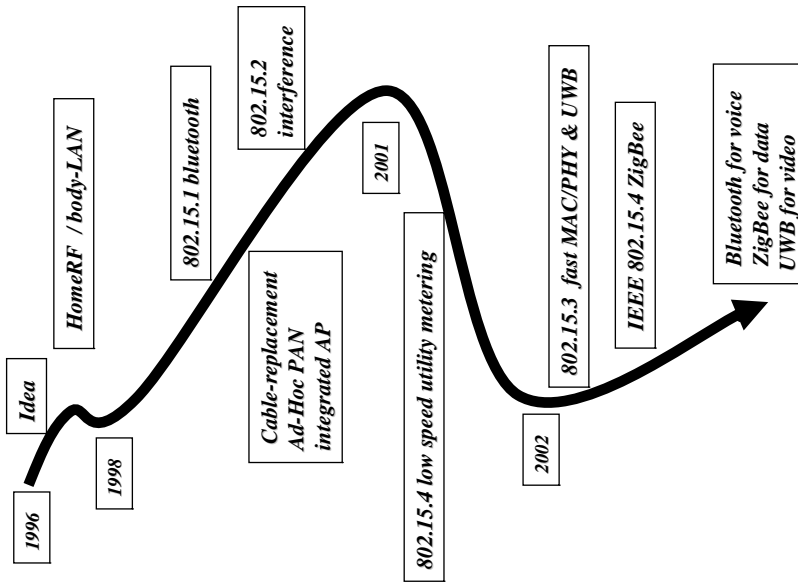 1996
Idea
HomeRF / body-LAN
1998
802.15.1 bluetooth
802.15.2
interference
Cable-replacement
Ad-Hoc PAN
integrated AP
2001
802.15.4 low speed utility metering
2002
802.15.3 fast MAC/PHY & UWB
IEEE 802.15.4 ZigBee
Bluetooth for voice
ZigBee for data
UWB for video